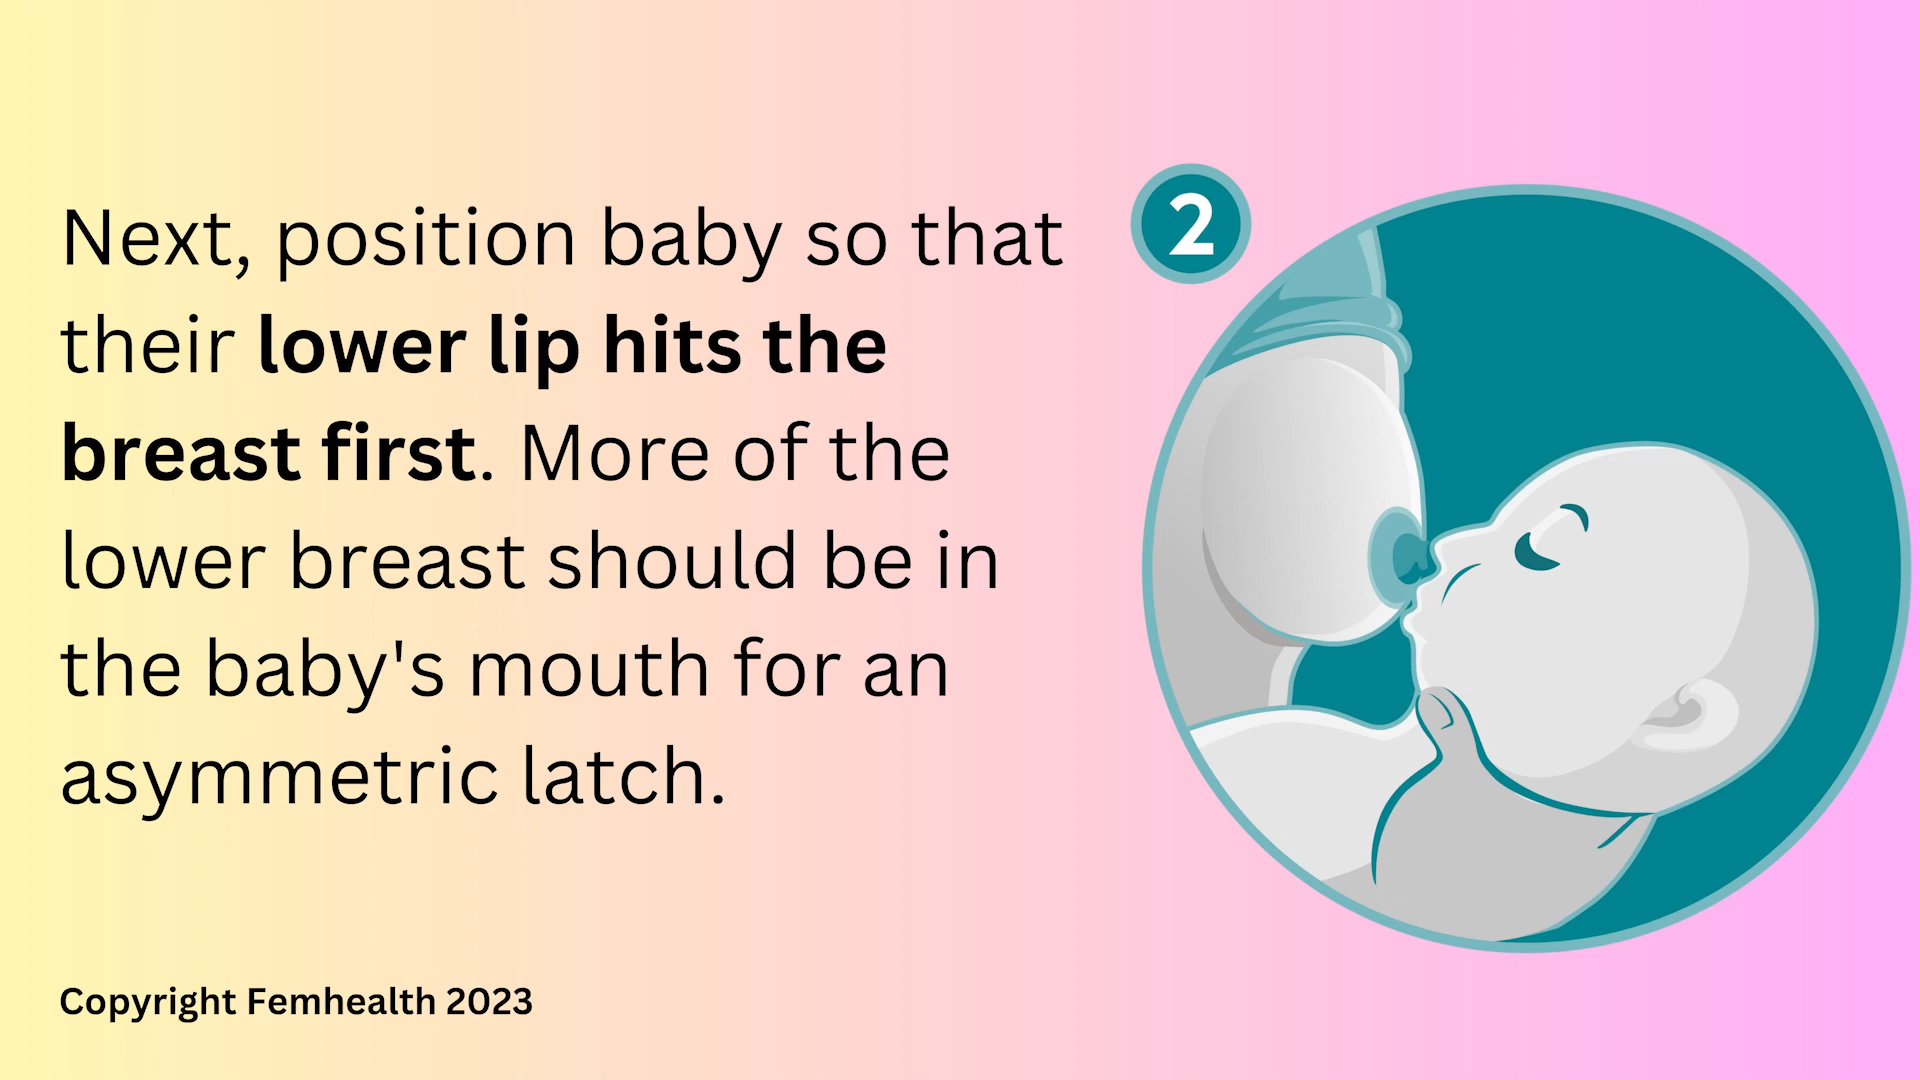 Next, position baby so that
their lower lip hits the
breast first. More of the
lower breast should be in
the baby's mouth for an
asymmetric latch.
2
Copyright Femhealth 2023